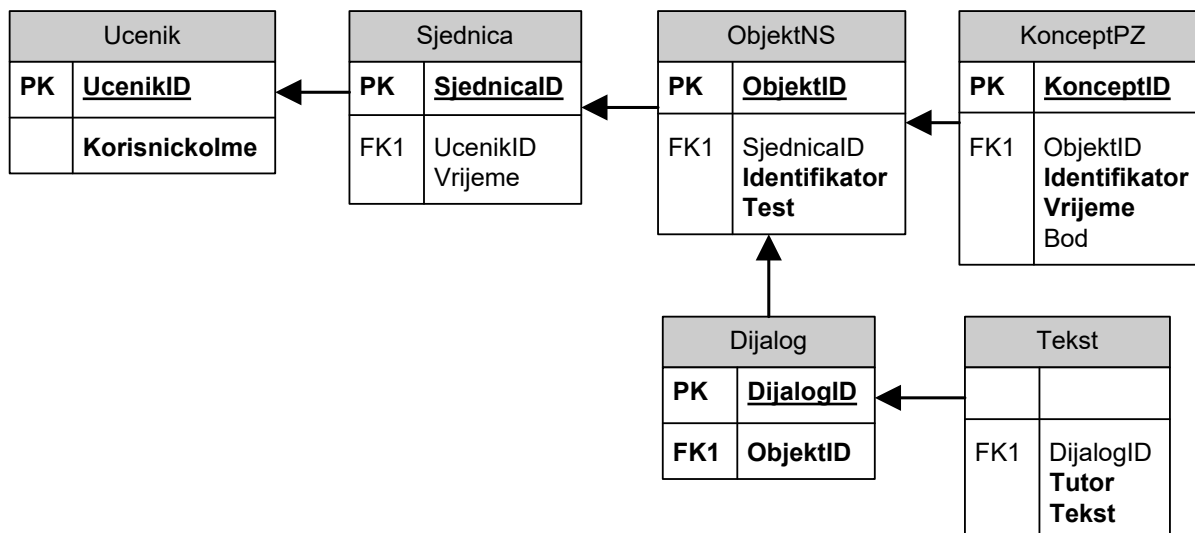 Ucenik
PK UcenikID
KorisnickoIme
Sjednica
PK SjednicaID
FK1 UcenikID
Vrijeme
ObjektNS
PK ObjektID
FK1 SjednicaID
Identifikator
Test
KonceptPZ
PK KonceptID
FK1 ObjektID
Identifikator
Vrijeme
Bod
Dijalog
PK DijalogID
FK1 ObjektID
Tekst
FK1 DijalogID
Tutor
Tekst